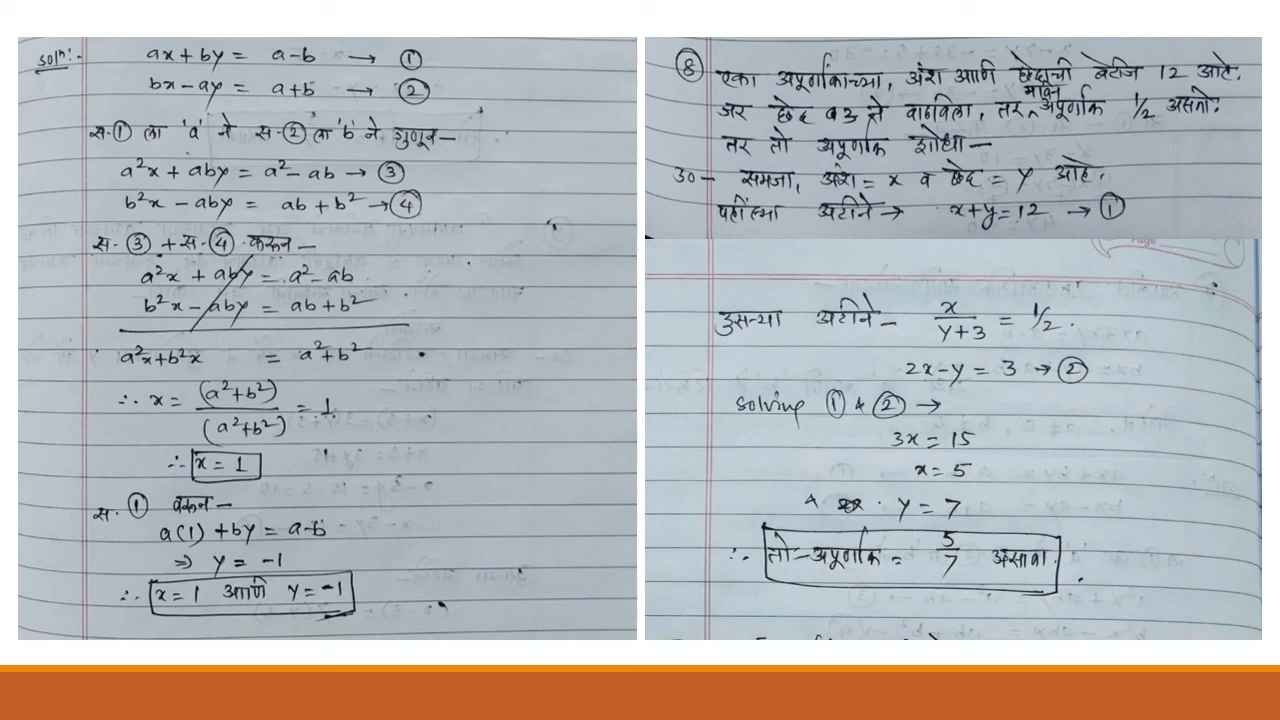 solⁿ:- ax + by = a-b → ①
bx - ay = a+b → ②
स.① ला 'a' ने स.② ला 'b' ने गुणून —
a²x + aby = a² - ab → ③
b²x - aby = ab + b² → ④
स.③ + स.④ करून —
a²x + aby = a² - ab
b²x - aby = ab + b²
a²x + b²x = a² + b²
∴ x = (a²+b²)/(a²+b²) = 1
∴ x = 1
स. ① वरून —
a(1) + by = a-b
⇒ y = -1
∴ x = 1 आणि y = -1
⑧ एका अपूर्णांकाच्या, अंश आणि छेदाची बेरीज 12 आहे.
जर छेद 3 ने वाढविला, तर अपूर्णांक 1/2 असतो.
तर तो अपूर्णांक शोधा —
उ०- समजा, अंश = x व छेद = y आहे.
पहील्या अटीने → x+y = 12 → ①
Page
दुसऱ्या अटीने - x/(y+3) = 1/2.
2x-y = 3 → ②
Solving ① & ② →
3x = 15
x = 5
& y = 7
∴ तो अपूर्णांक = 5/7 असावा.